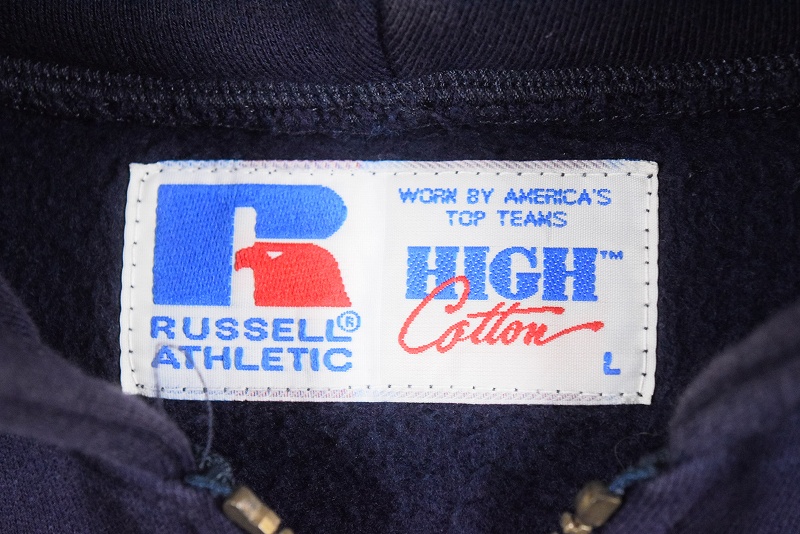 RUSSELL®
ATHLETIC
WORN BY AMERICA'S
TOP TEAMS
HIGH™
Cotton
L